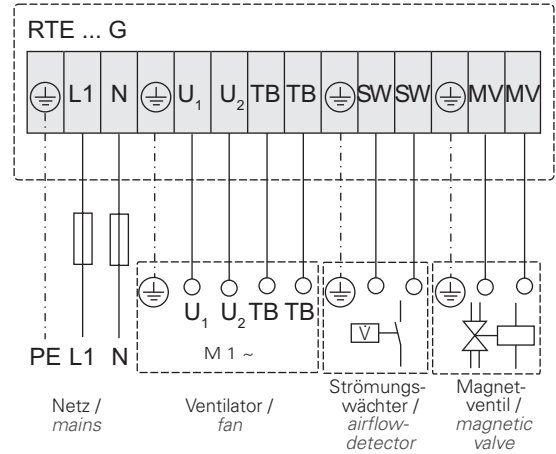 RTE ... G
L1 N U1 U2 TB TB SW SW MV MV
U1 U2 TB TB
V̇
M 1 ~
PE L1 N
Netz / mains
Ventilator / fan
Strömungs-
wächter /
airflow-
detector
Magnet-
ventil /
magnetic
valve